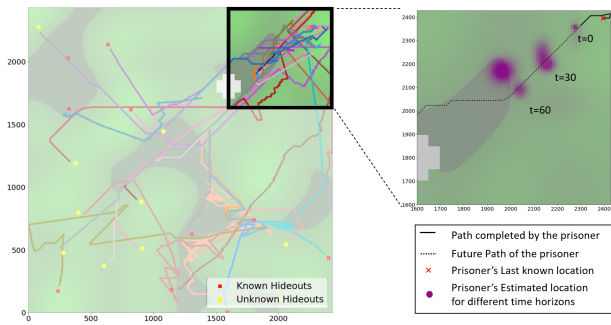 2000
1500
1000
500
0
0
500
1000
1500
2000
Known Hideouts
Unknown Hideouts
2400
2300
2200
2100
2000
1900
1800
1700
1600
1600
1700
1800
1900
2000
2100
2200
2300
2400
t=0
t=30
t=60
Path completed by the prisoner
Future Path of the prisoner
Prisoner's Last known location
Prisoner's Estimated location
for different time horizons